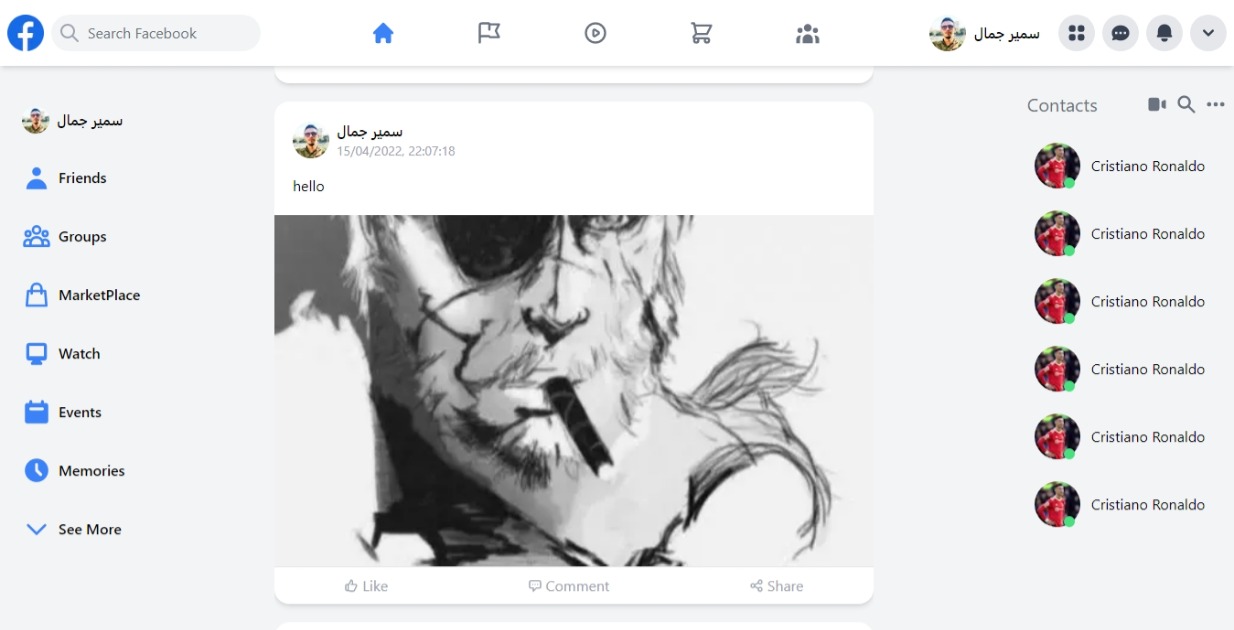 Search Facebook
سمير جمال
سمير جمال
Friends
Groups
MarketPlace
Watch
Events
Memories
See More
سمير جمال
15/04/2022, 22:07:18
hello
Like
Comment
Share
Contacts
Cristiano Ronaldo
Cristiano Ronaldo
Cristiano Ronaldo
Cristiano Ronaldo
Cristiano Ronaldo
Cristiano Ronaldo